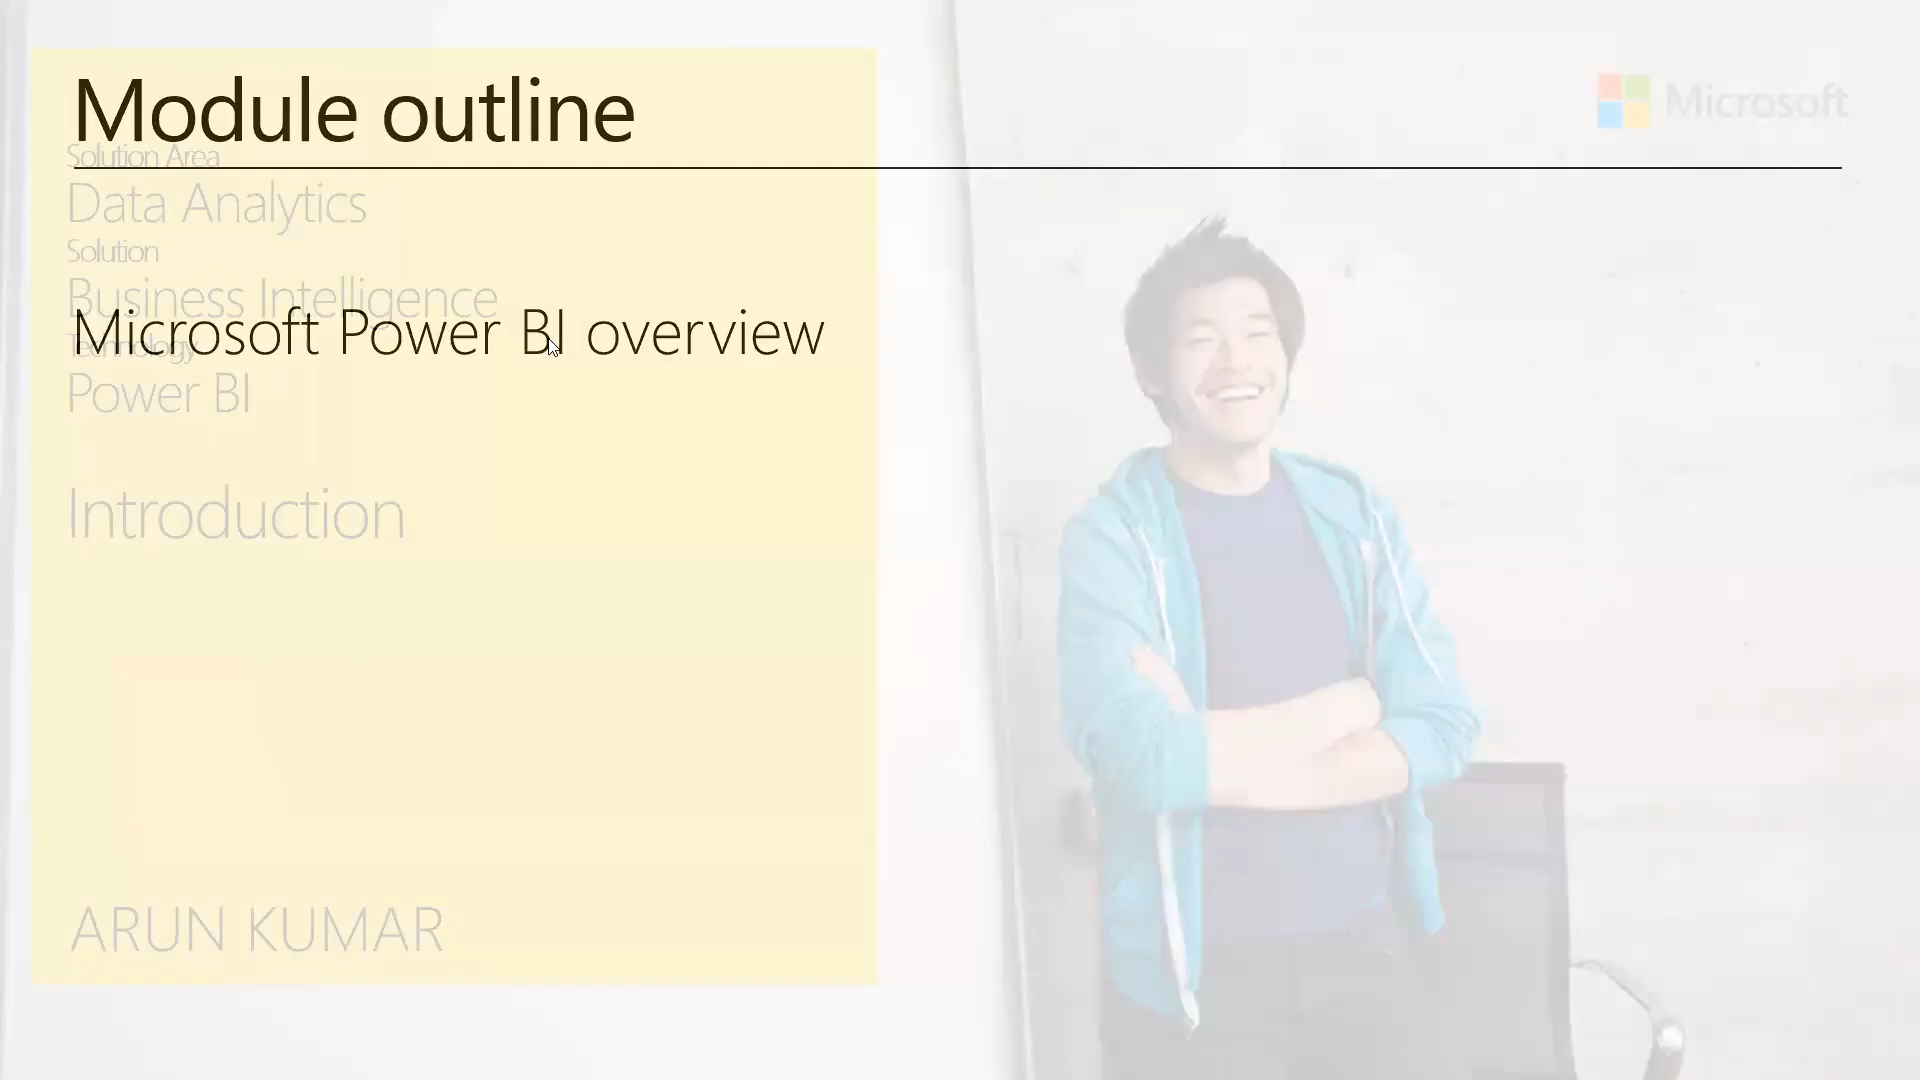 Module outline
Microsoft
Solution Area
Data Analytics
Solution
Business Intelligence
Microsoft Power BI overview
Technology
Power BI
Introduction
ARUN KUMAR